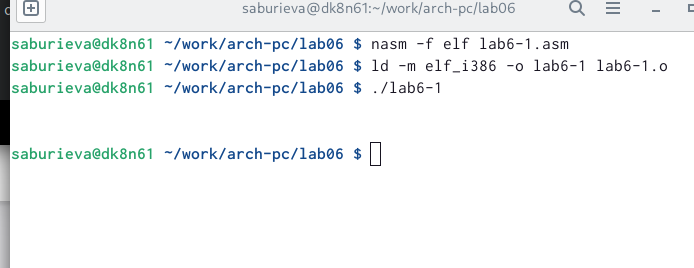 saburieva@dk8n61:~/work/arch-pc/lab06
saburieva@dk8n61 ~/work/arch-pc/lab06 $ nasm -f elf lab6-1.asm
saburieva@dk8n61 ~/work/arch-pc/lab06 $ ld -m elf_i386 -o lab6-1 lab6-1.o
saburieva@dk8n61 ~/work/arch-pc/lab06 $ ./lab6-1
saburieva@dk8n61 ~/work/arch-pc/lab06 $